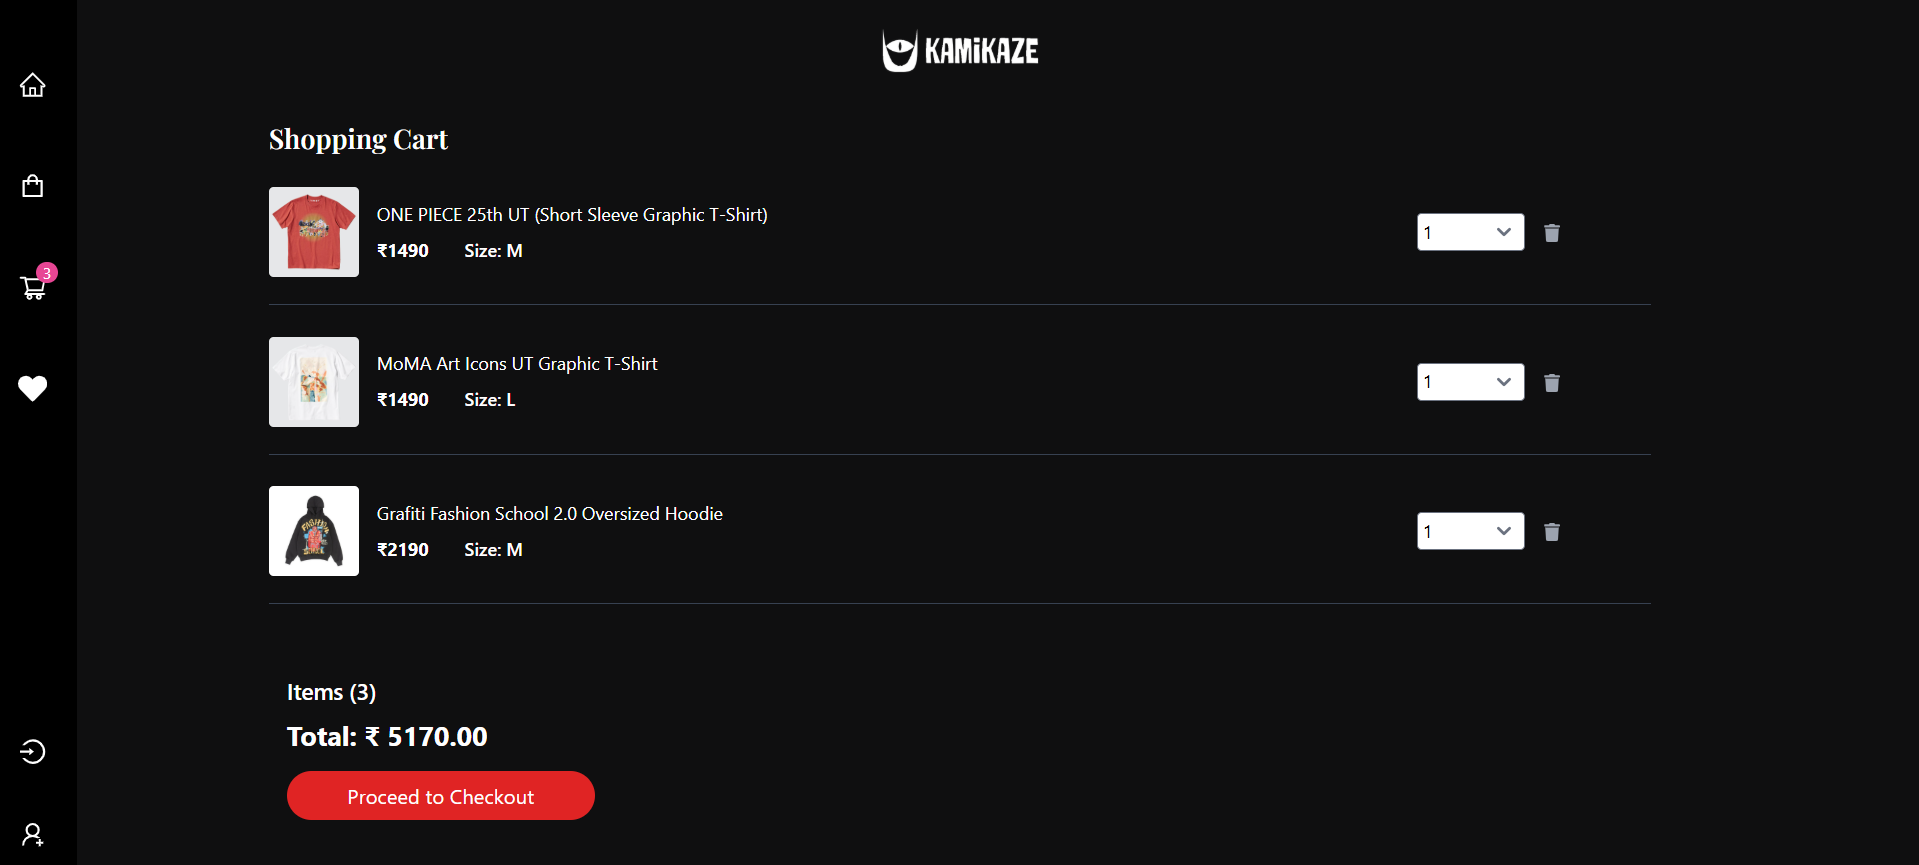 KAMiKAZE
Shopping Cart
ONE PIECE 25th UT (Short Sleeve Graphic T-Shirt)
₹1490 Size: M
1
3
MoMA Art Icons UT Graphic T-Shirt
₹1490 Size: L
1
Grafiti Fashion School 2.0 Oversized Hoodie
₹2190 Size: M
1
FASHION
Items (3)
Total: ₹ 5170.00
Proceed to Checkout